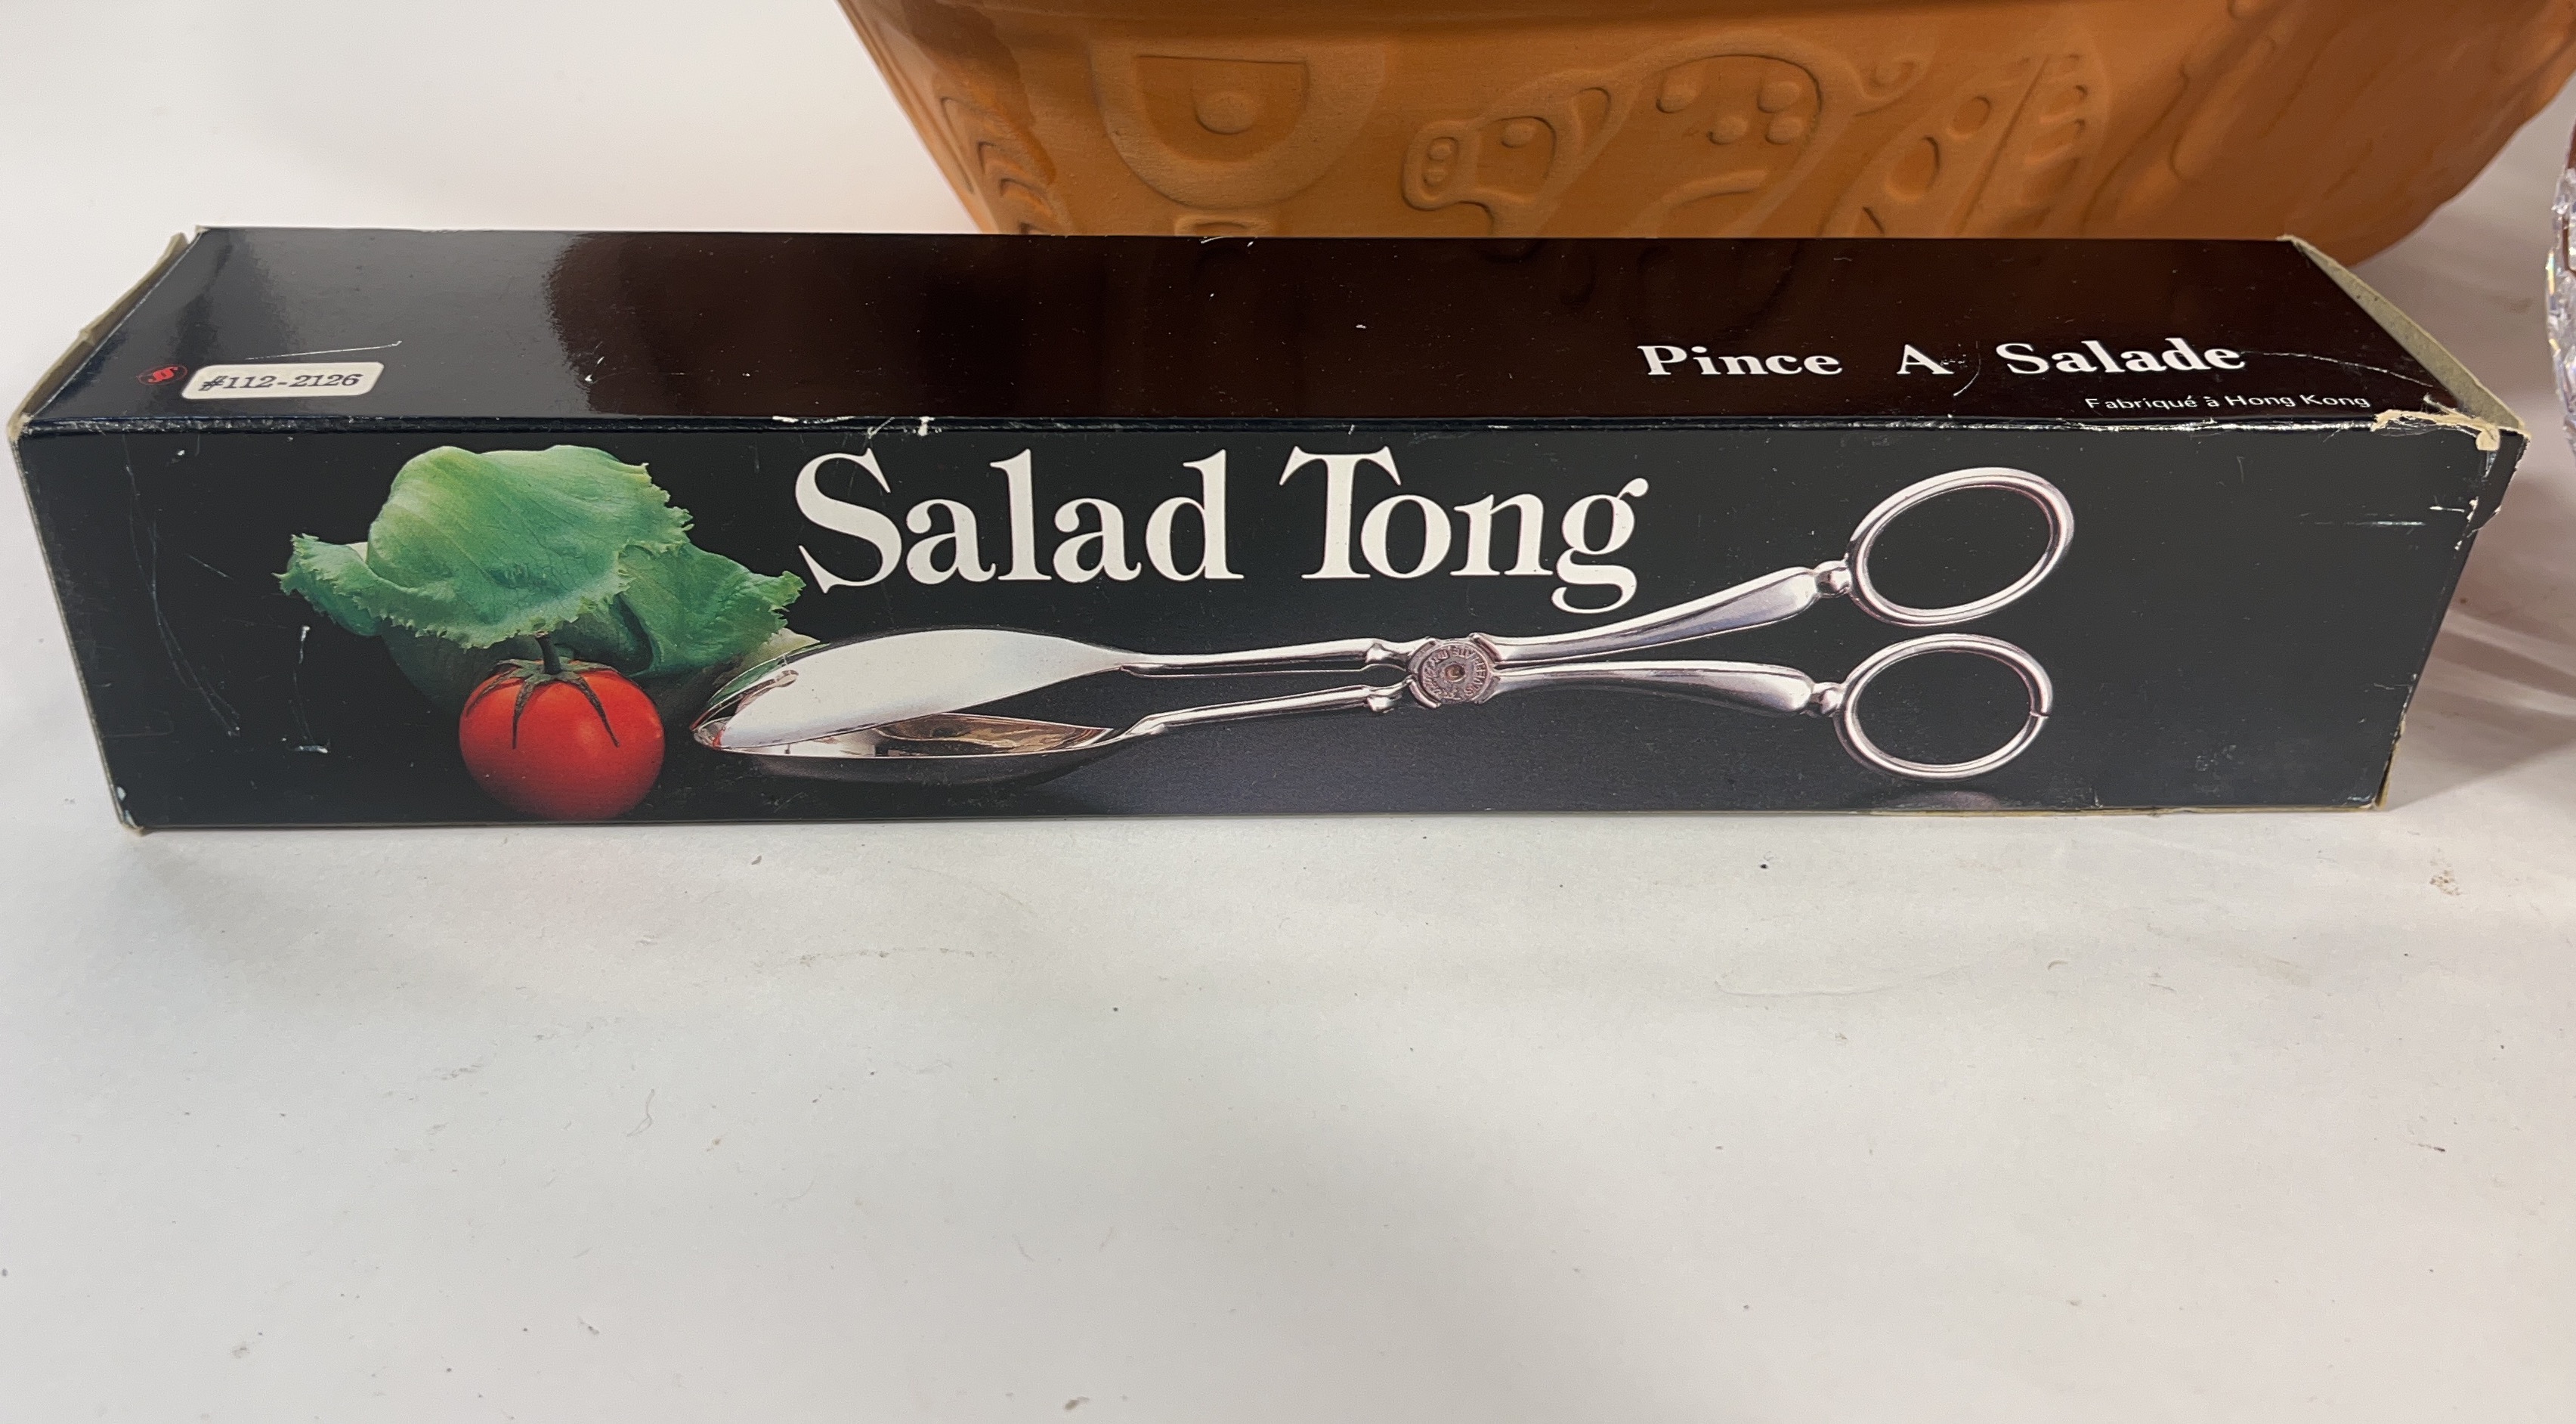 #112-2126
Pince A Salade
Fabriqué à Hong Kong
Salad Tong